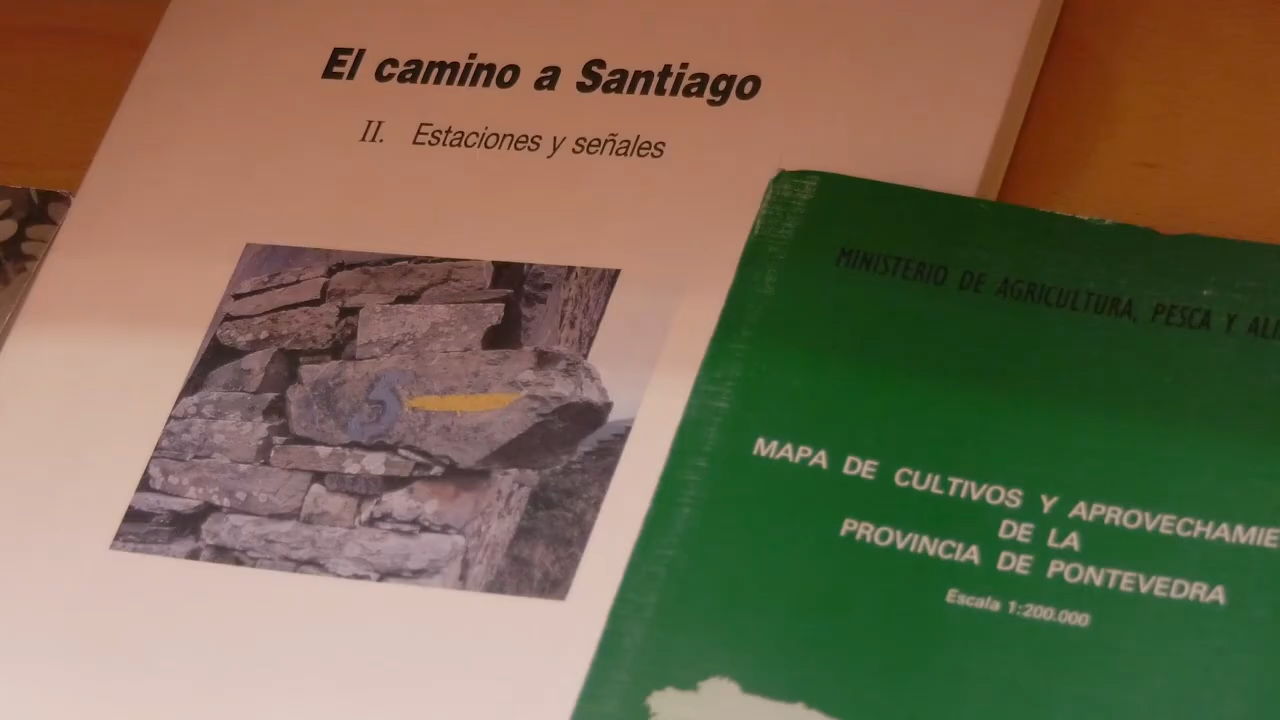 El camino a Santiago
II. Estaciones y señales
MINISTERIO DE AGRICULTURA, PESCA Y
MAPA DE CULTIVOS Y
DE LA
PROVINCIA DE PONTEVEDRA
Escala 1:200.000